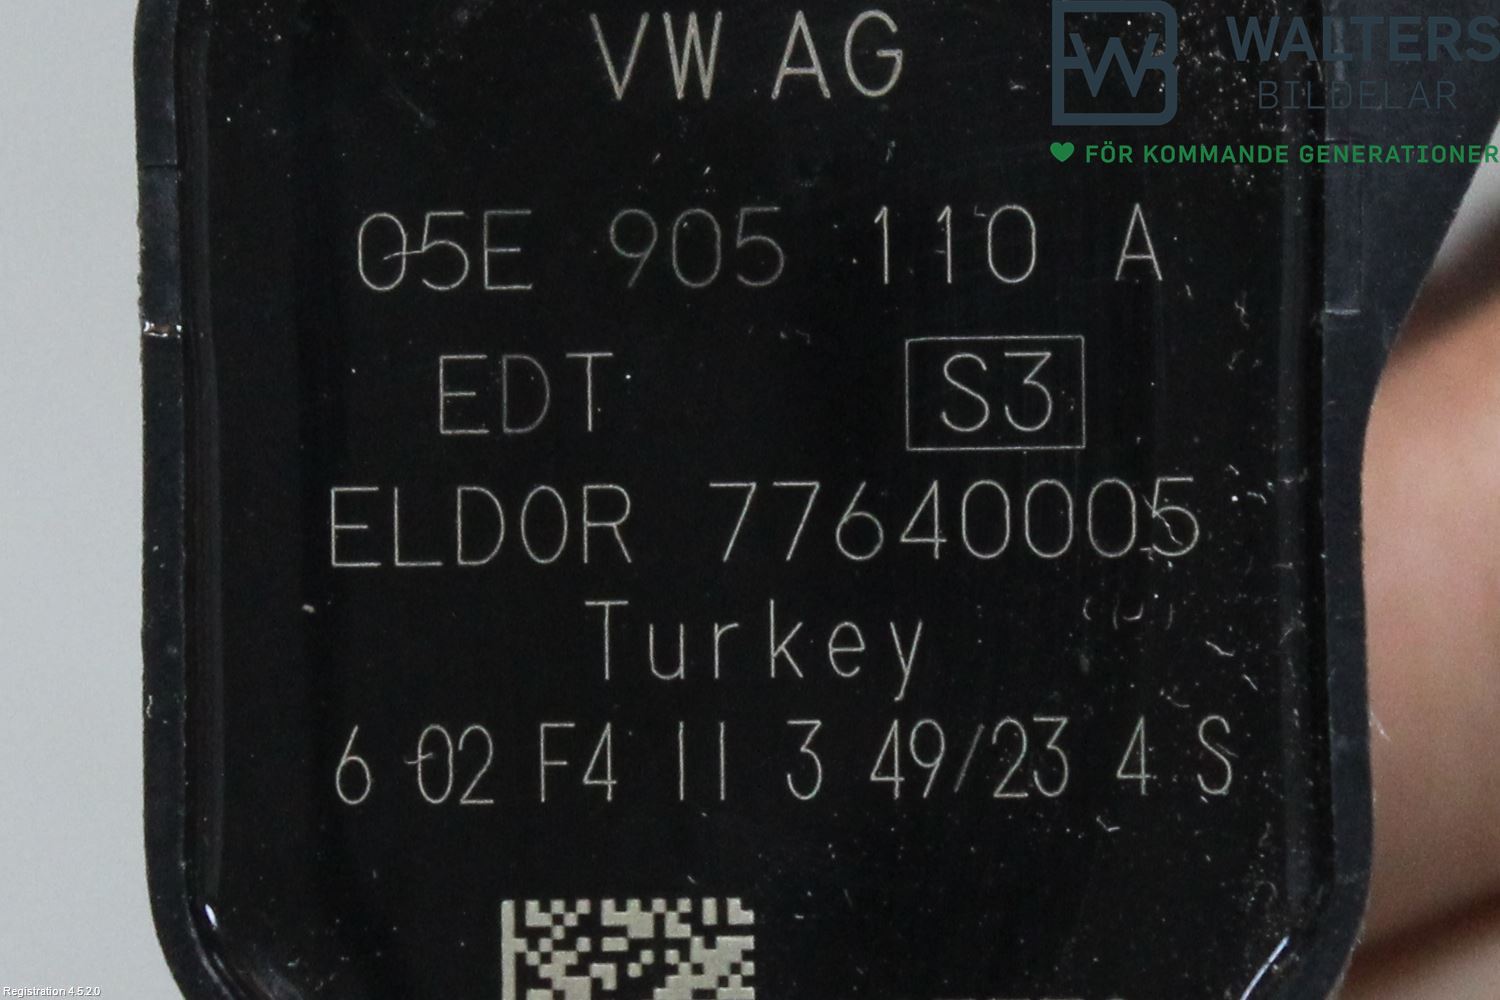 VW AG
WALTERS
BILDELAR
FÖR KOMMANDE GENERATIONER
05E 905 110 A
EDT S3
ELDOR 77640005
Turkey
6 02 F4 II 3 49/23 4 S
Registration 4.5.2.0